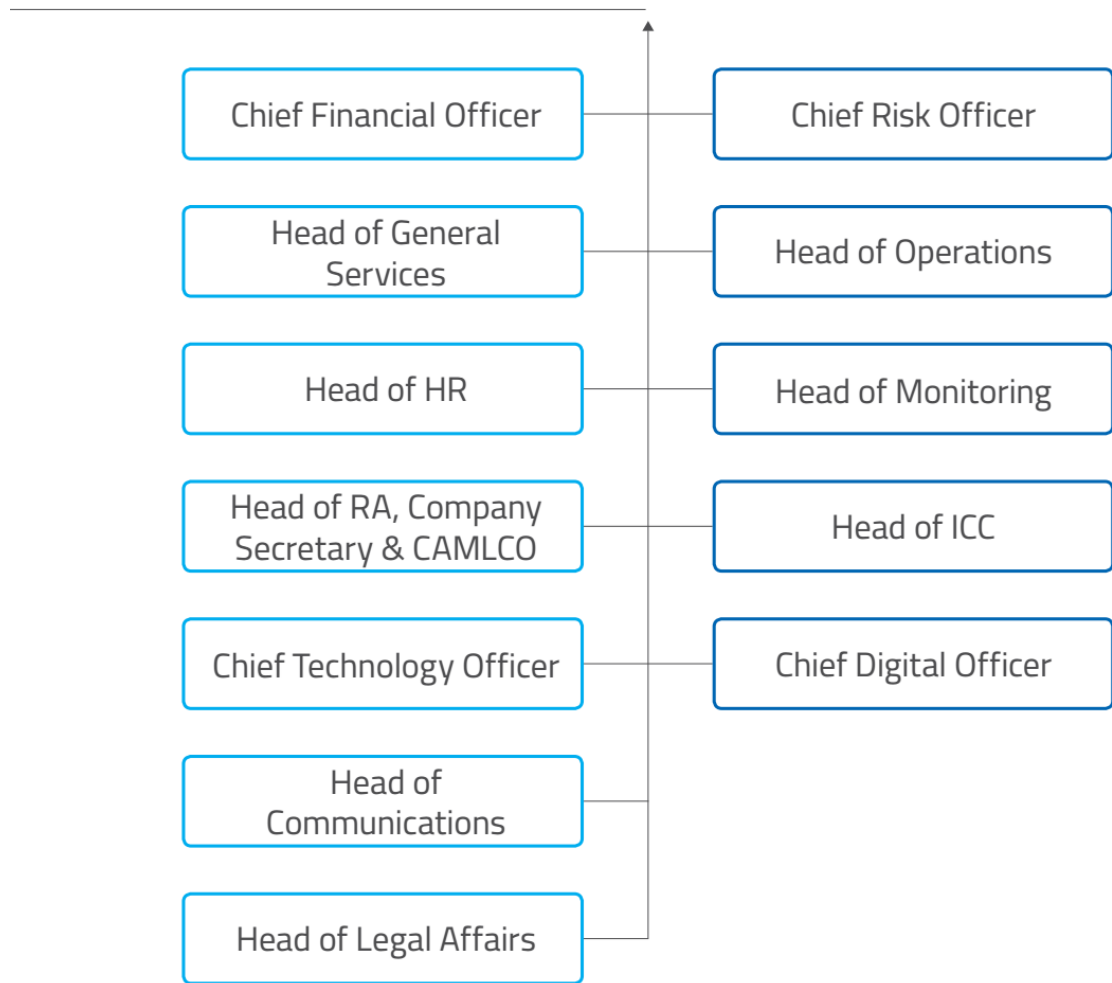 Chief Financial Officer
Chief Risk Officer
Head of General
Services
Head of Operations
Head of HR
Head of Monitoring
Head of RA, Company
Secretary & CAMLCO
Head of ICC
Chief Technology Officer
Chief Digital Officer
Head of
Communications
Head of Legal Affairs